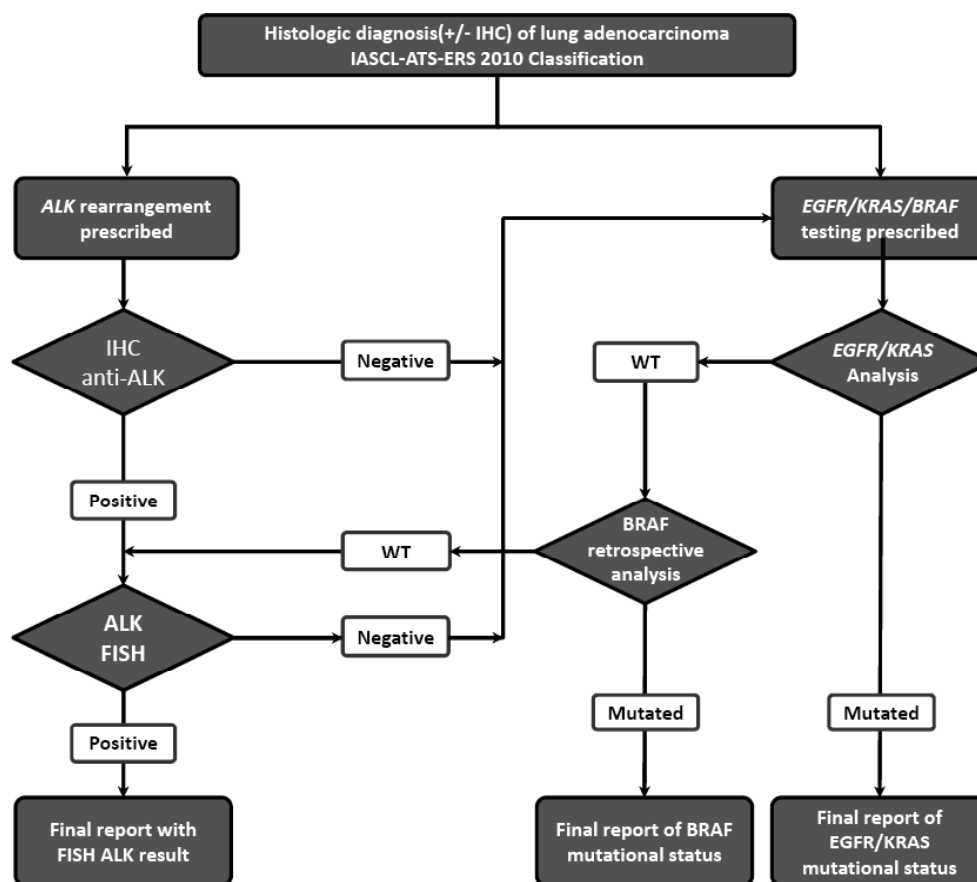 Histologic diagnosis(+/- IHC) of lung adenocarcinoma
IASCL-ATS-ERS 2010 Classification
ALK rearrangement
prescribed
EGFR/KRAS/BRAF
testing prescribed
IHC
anti-ALK
Negative
WT
EGFR/KRAS
Analysis
Positive
WT
BRAF
retrospective
analysis
ALK
FISH
Negative
Positive
Mutated
Mutated
Final report with
FISH ALK result
Final report of BRAF
mutational status
Final report of
EGFR/KRAS
mutational status